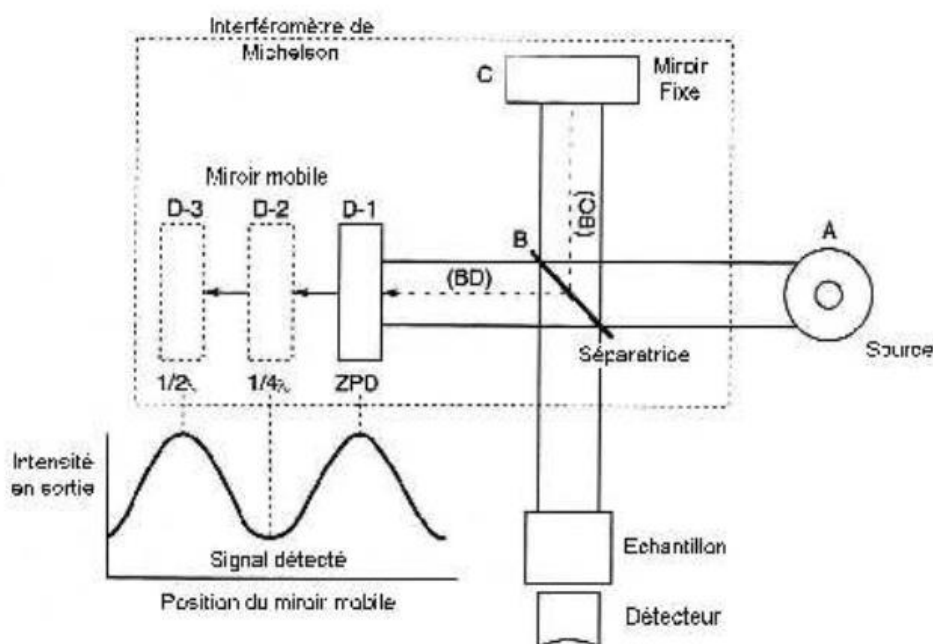 Interféromètre de
Michelson
C
Miroir
Fixe
Miroir mobile
D-3 D-2 D-1
B
(BC)
A
(BD)
Séparatrice
Source
1/2λ 1/4λ ZPD
Intensité
en sortie
Signal détecté
Position du miroir mobile
Echantillon
Détecteur